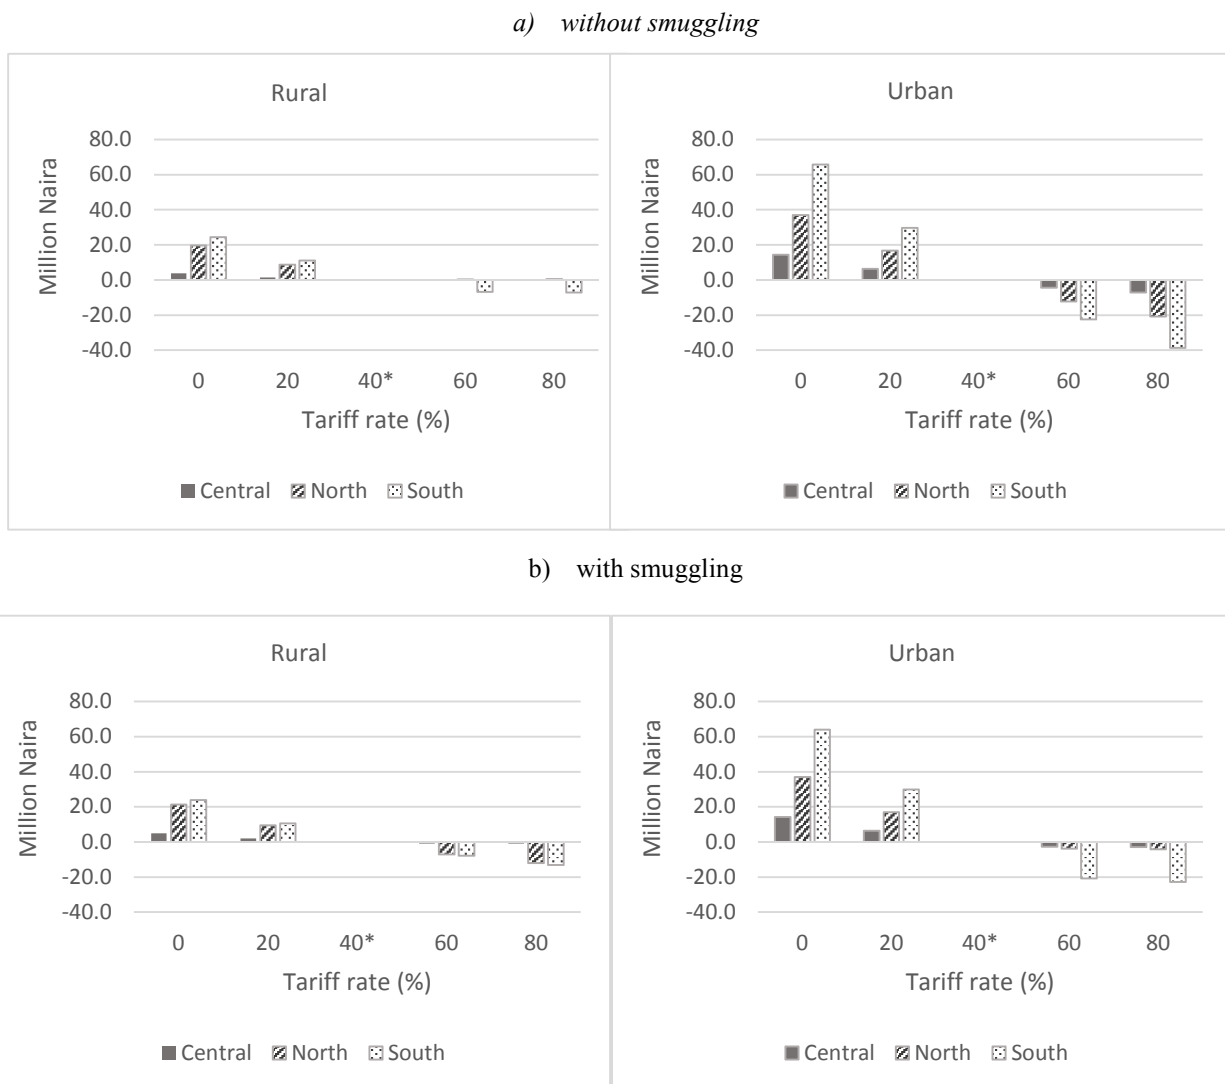 a) without smuggling
Rural
80.0
60.0
40.0
20.0
0.0
-20.0
-40.0
Million Naira
0 20 40* 60 80
Tariff rate (%)
Central North South
Urban
80.0
60.0
40.0
20.0
0.0
-20.0
-40.0
Million Naira
0 20 40* 60 80
Tariff rate (%)
Central North South
b) with smuggling
Rural
80.0
60.0
40.0
20.0
0.0
-20.0
-40.0
Million Naira
0 20 40* 60 80
Tariff rate (%)
Central North South
Urban
80.0
60.0
40.0
20.0
0.0
-20.0
-40.0
Million Naira
0 20 40* 60 80
Tariff rate (%)
Central North South